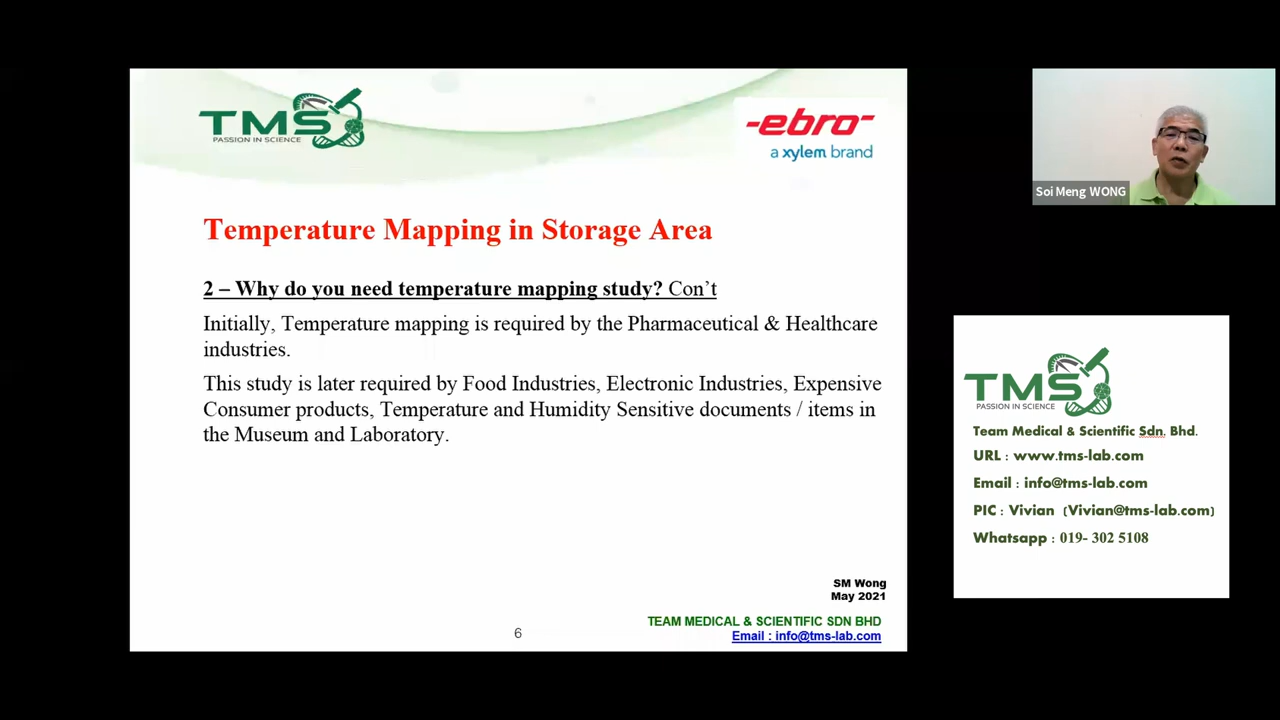 TMS
PASSION IN SCIENCE
-ebro-
a xylem brand
Temperature Mapping in Storage Area
2 – Why do you need temperature mapping study? Con’t
Initially, Temperature mapping is required by the Pharmaceutical & Healthcare
industries.
This study is later required by Food Industries, Electronic Industries, Expensive
Consumer products, Temperature and Humidity Sensitive documents / items in
the Museum and Laboratory.
SM Wong
May 2021
TEAM MEDICAL & SCIENTIFIC SDN BHD
Email : info@tms-lab.com
6
Soi Meng WONG
TMS
PASSION IN SCIENCE
Team Medical & Scientific Sdn. Bhd.
URL : www.tms-lab.com
Email : info@tms-lab.com
PIC : Vivian (Vivian@tms-lab.com)
Whatsapp : 019- 302 5108